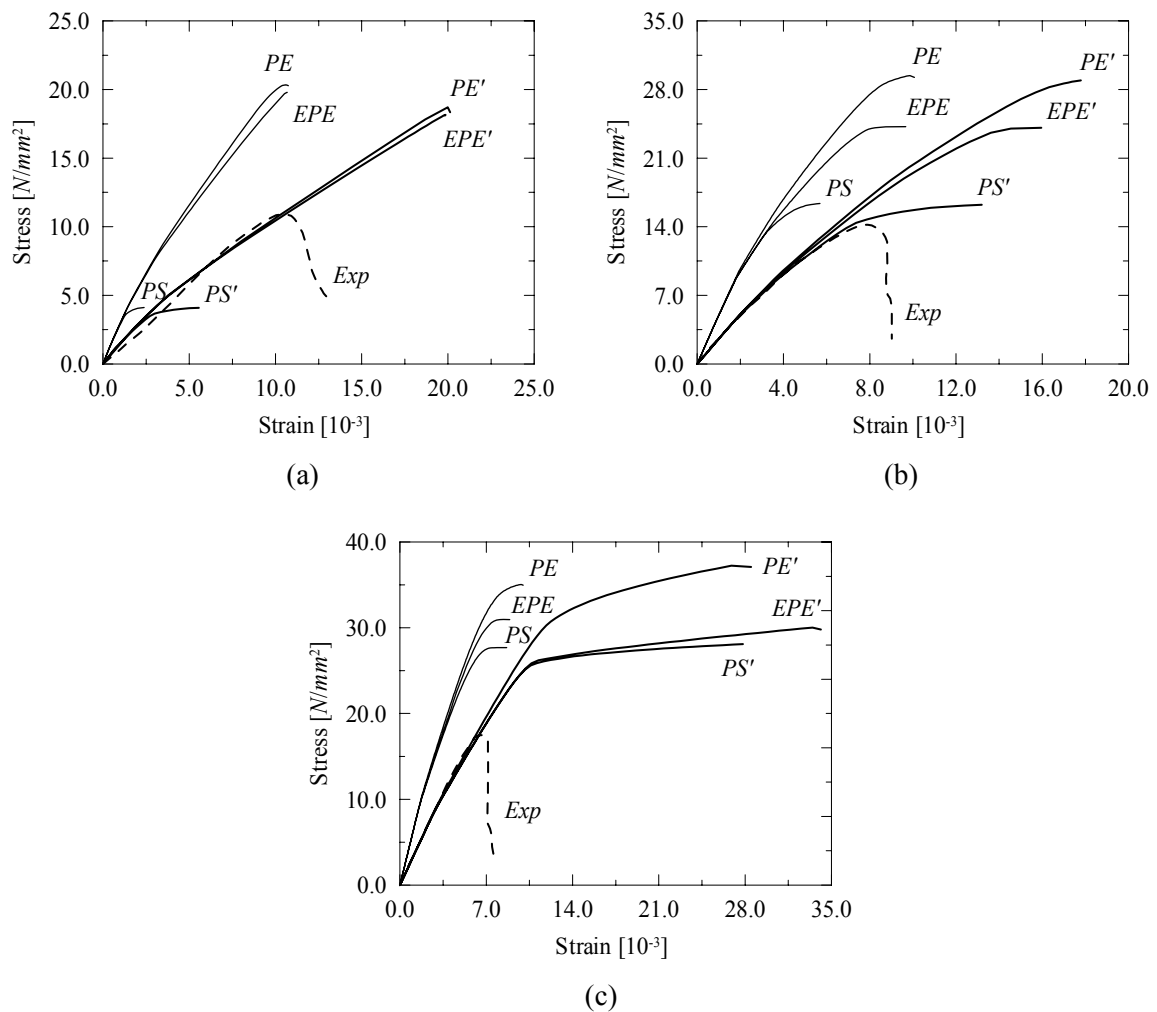 25.0
20.0
15.0
10.0
5.0
0.0
Stress [N/mm²]
PE
EPE
PE'
EPE'
PS
PS'
Exp
0.0 5.0 10.0 15.0 20.0 25.0
Strain [10⁻³]
(a)
35.0
28.0
21.0
14.0
7.0
0.0
Stress [N/mm²]
PE
EPE
PS
PE'
EPE'
PS'
Exp
0.0 4.0 8.0 12.0 16.0 20.0
Strain [10⁻³]
(b)
40.0
30.0
20.0
10.0
0.0
Stress [N/mm²]
PE
EPE
PS
PE'
EPE'
PS'
Exp
0.0 7.0 14.0 21.0 28.0 35.0
Strain [10⁻³]
(c)